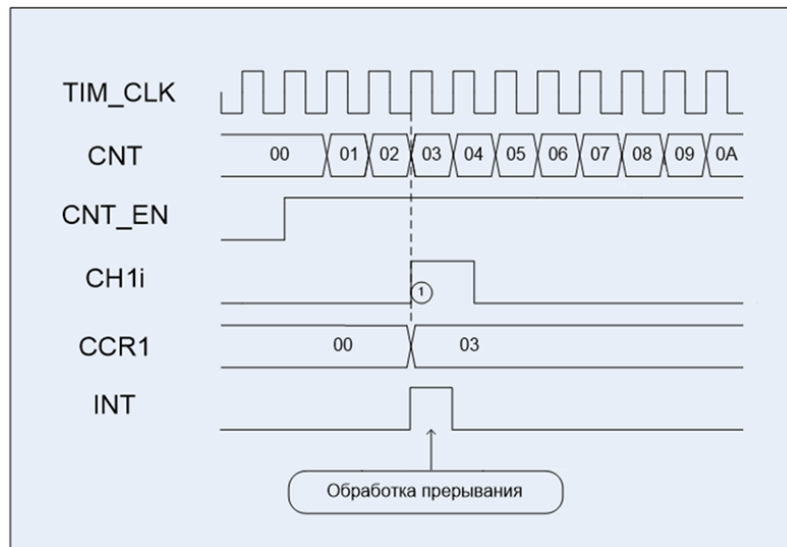 TIM_CLK
CNT 00 01 02 03 04 05 06 07 08 09 0A
CNT_EN
CH1i 1
CCR1 00 03
INT
Обработка прерывания